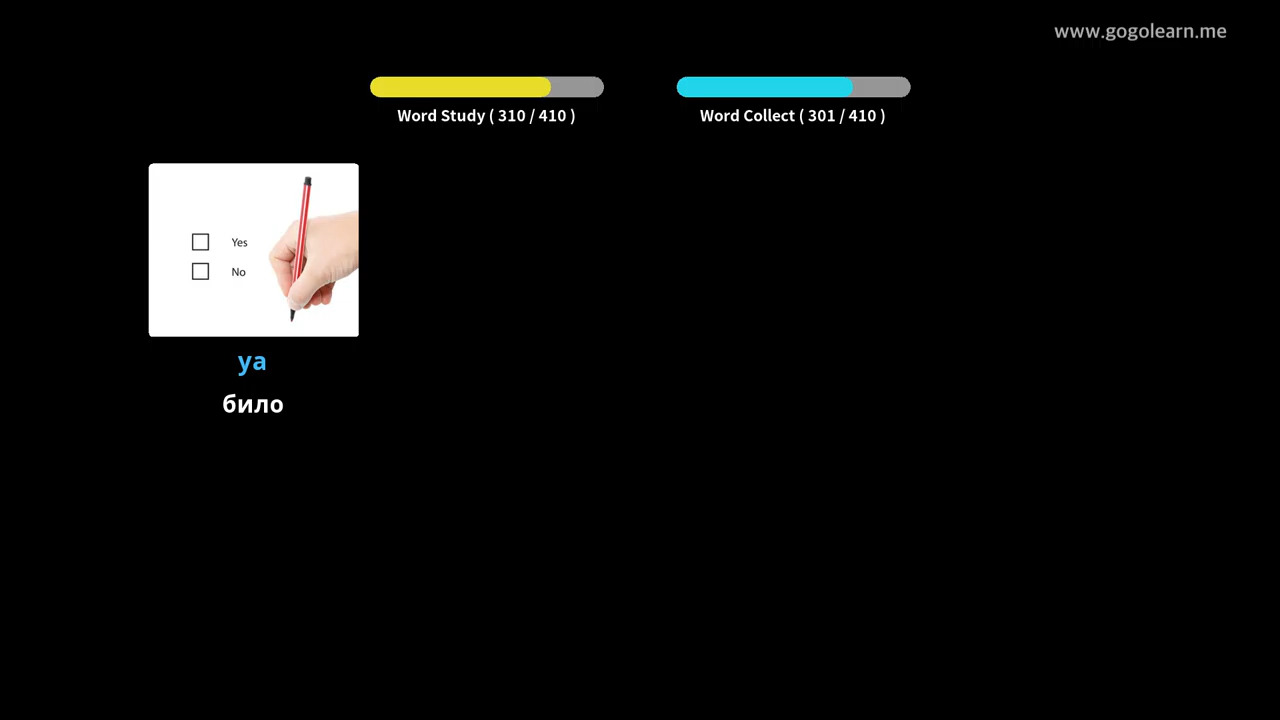 www.gogolearn.me
Word Study ( 310 / 410 )
Word Collect ( 301 / 410 )
Yes
No
ya
било